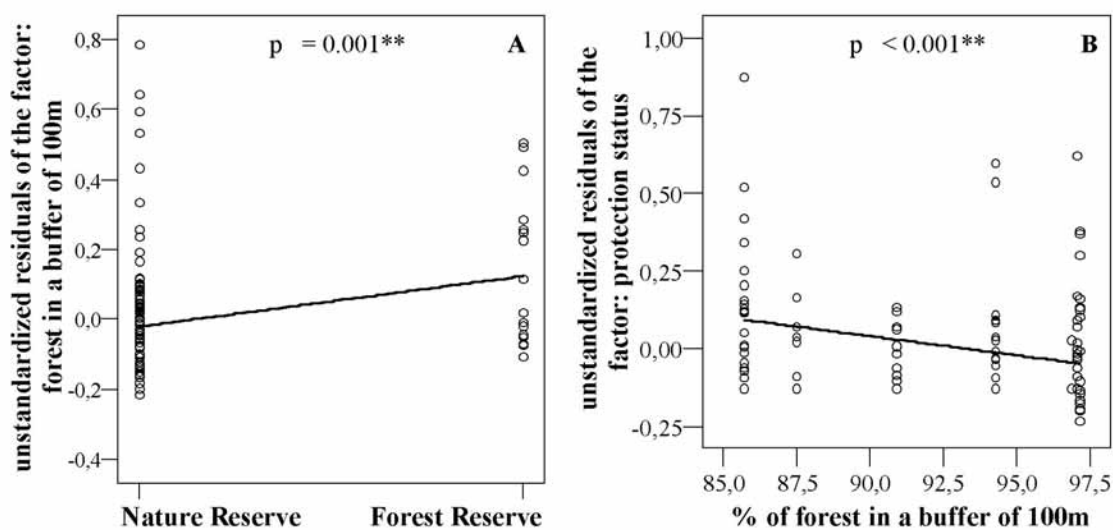 unstandardized residuals of the factor:
forest in a buffer of 100m
p = 0.001**
A
0,8
0,6
0,4
0,2
0,0
-0,2
-0,4
Nature Reserve
Forest Reserve
unstandardized residuals of the
factor: protection status
p < 0.001**
B
1,00
0,75
0,50
0,25
0,00
-0,25
85,0
87,5
90,0
92,5
95,0
97,5
% of forest in a buffer of 100m